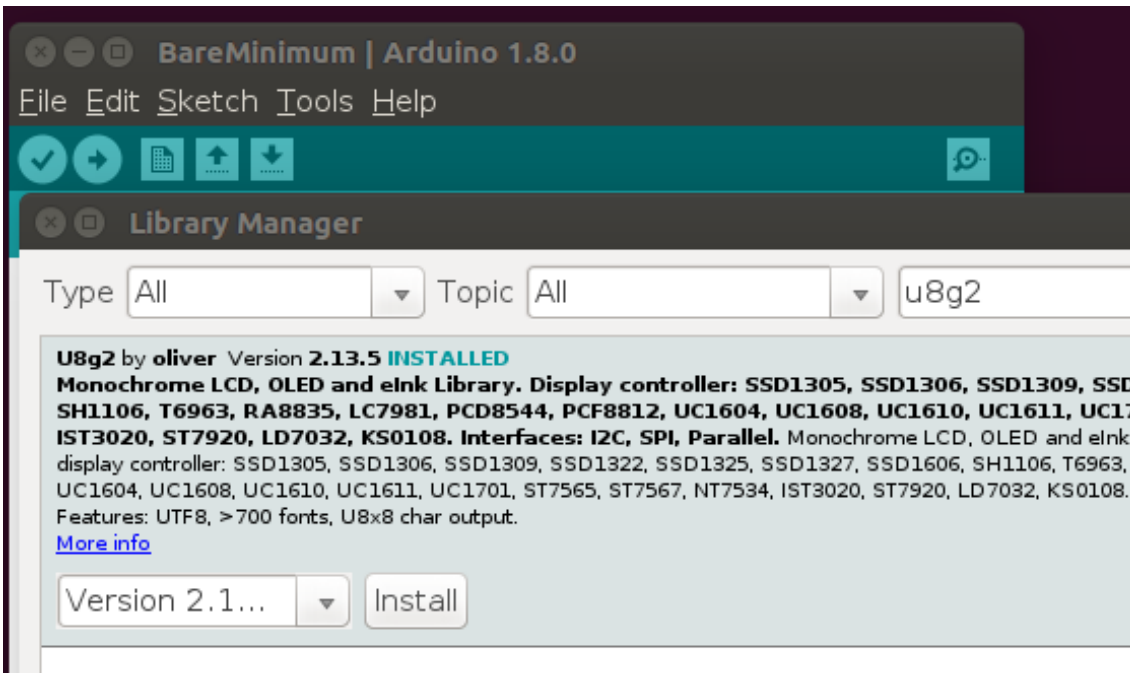 BareMinimum | Arduino 1.8.0
File Edit Sketch Tools Help
Library Manager
Type All Topic All u8g2
U8g2 by oliver Version 2.13.5 INSTALLED
Monochrome LCD, OLED and eInk Library. Display controller: SSD1305, SSD1306, SSD1309,
SH1106, T6963, RA8835, LC7981, PCD8544, PCF8812, UC1604, UC1608, UC1610, UC1611,
IST3020, ST7920, LD7032, KS0108. Interfaces: I2C, SPI, Parallel. Monochrome LCD, OLED and eInk
display controller: SSD1305, SSD1306, SSD1309, SSD1322, SSD1325, SSD1327, SSD1606, SH1106, T6963,
UC1604, UC1608, UC1610, UC1611, UC1701, ST7565, ST7567, NT7534, IST3020, ST7920, LD7032, KS0108.
Features: UTF8, >700 fonts, U8x8 char output.
More info
Version 2.1... Install